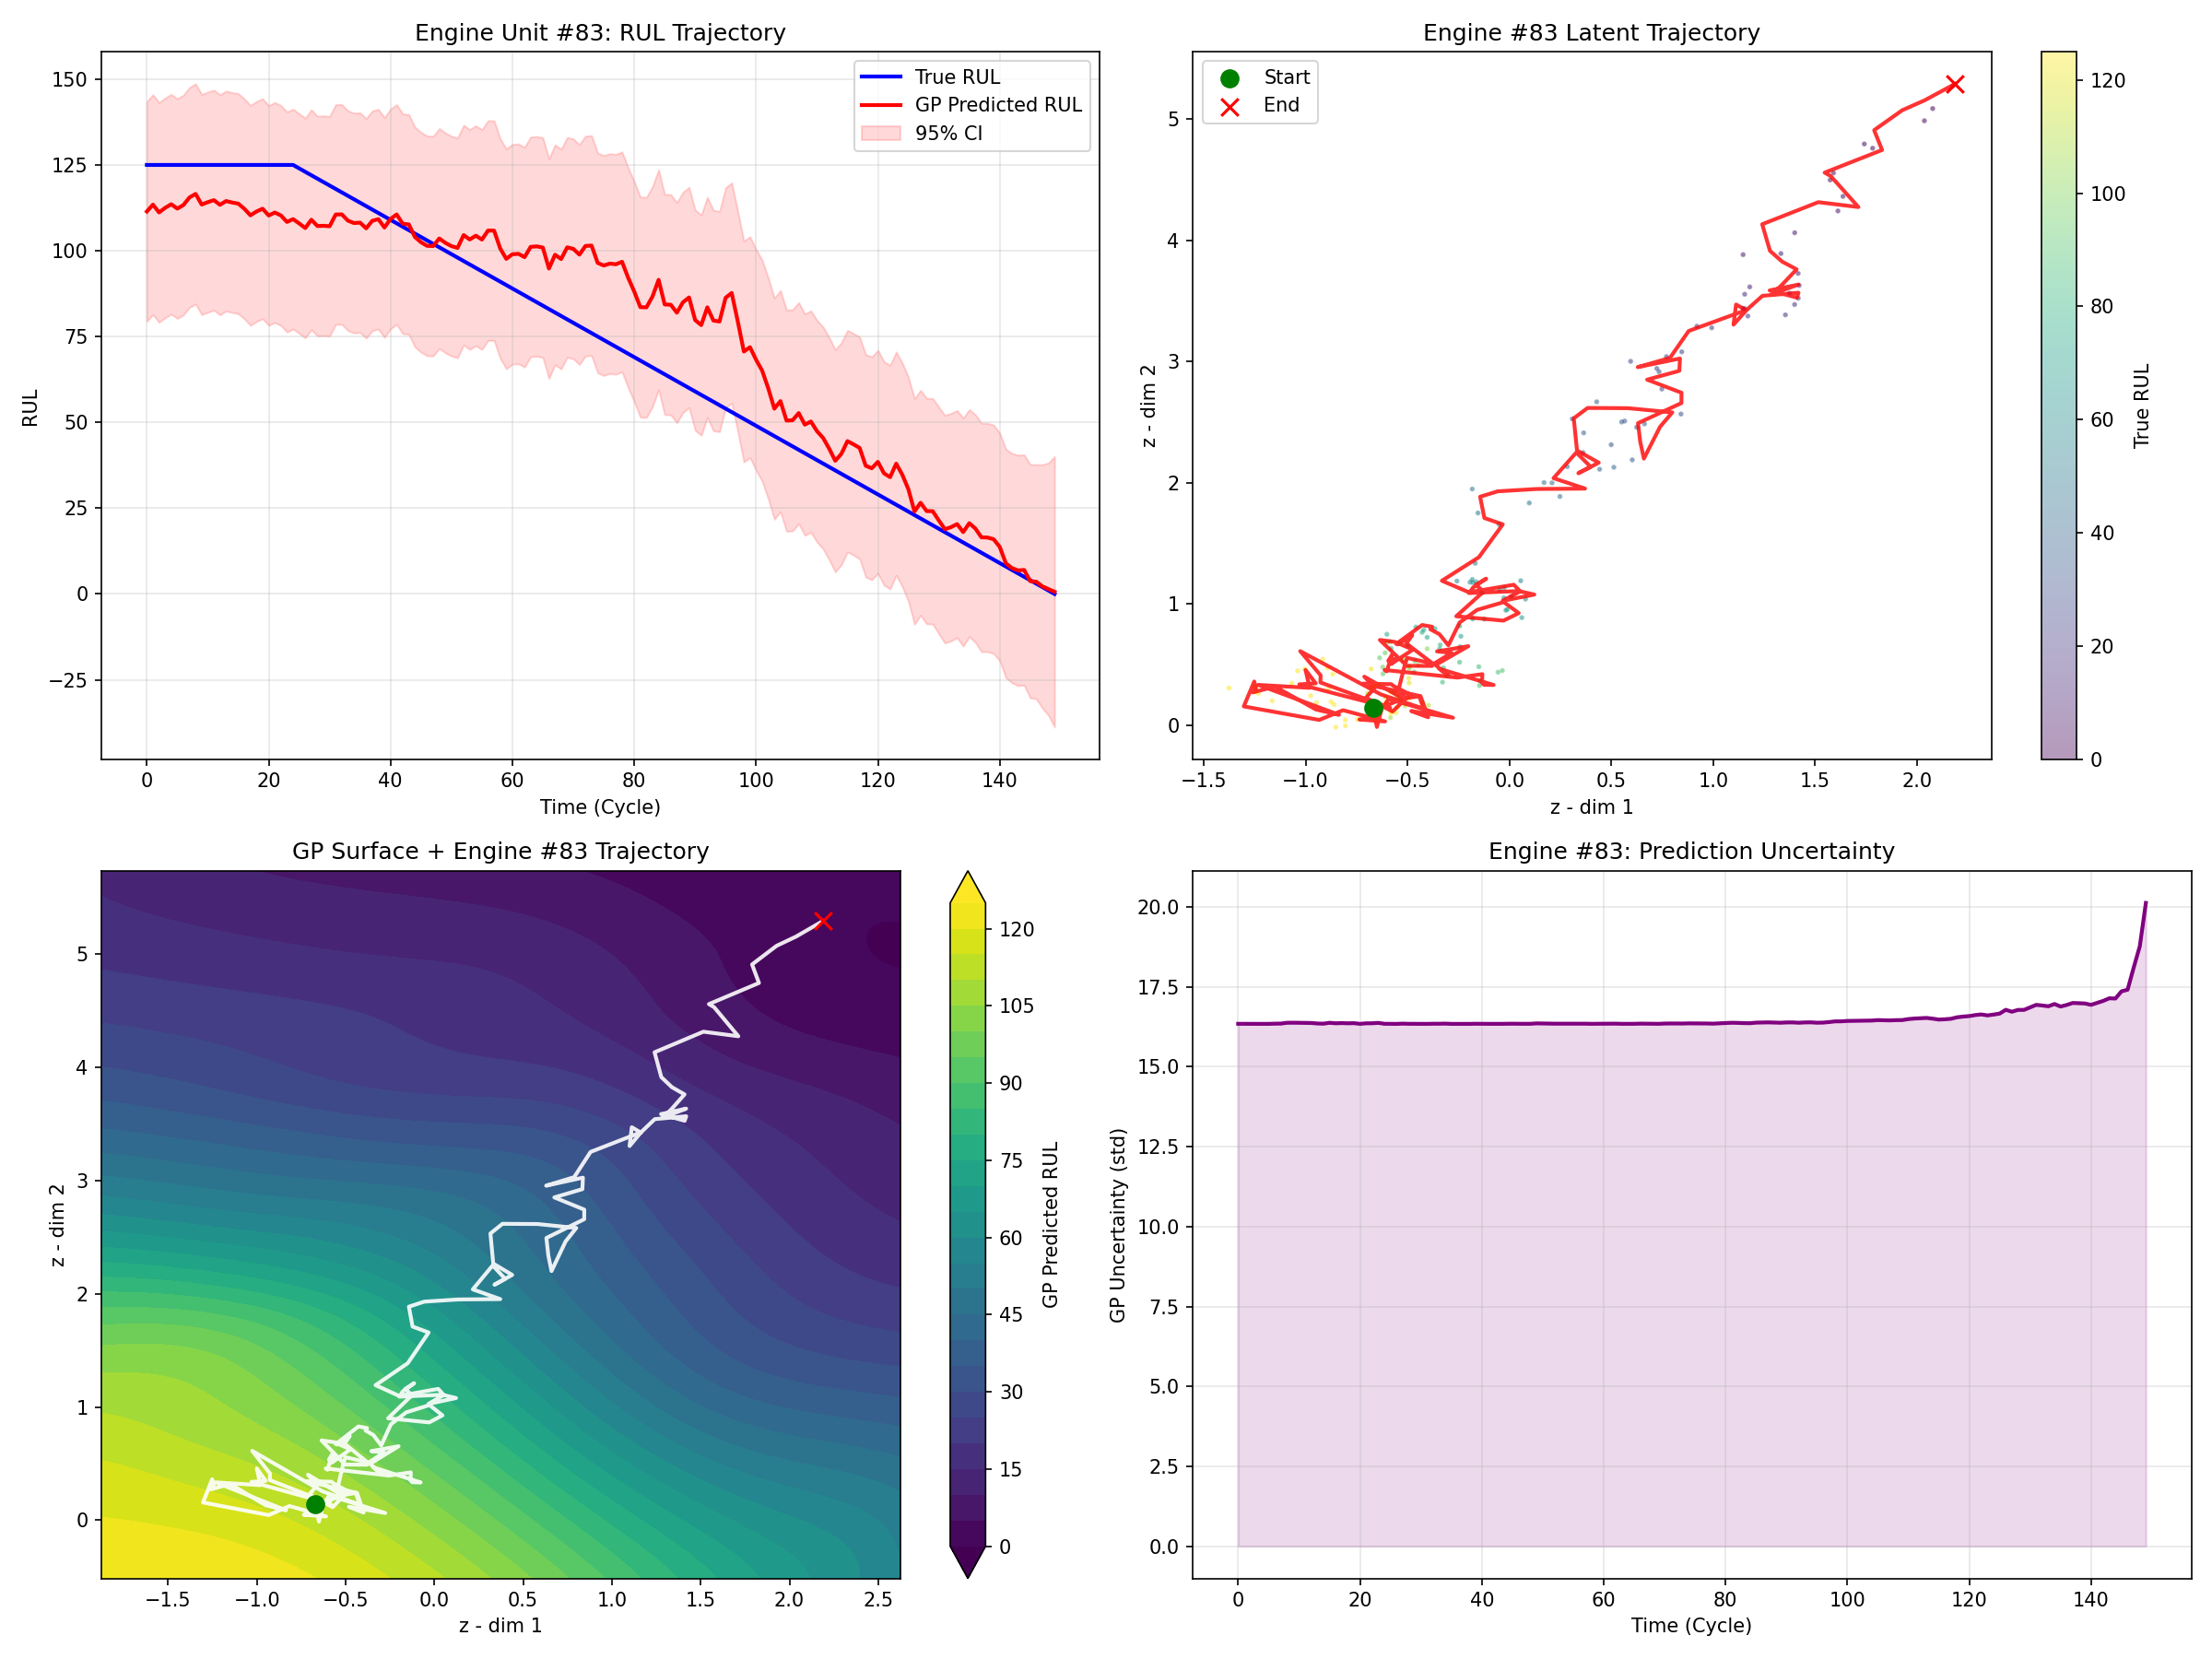 Engine Unit #83: RUL Trajectory
True RUL
GP Predicted RUL
95% CI
150
125
100
75
50
25
0
−25
RUL
0 20 40 60 80 100 120 140
Time (Cycle)
Engine #83 Latent Trajectory
Start
End
5
4
3
2
1
0
z - dim 2
−1.5 −1.0 −0.5 0.0 0.5 1.0 1.5 2.0
z - dim 1
120
100
80
60
40
20
0
True RUL
GP Surface + Engine #83 Trajectory
5
4
3
2
1
0
z - dim 2
−1.5 −1.0 −0.5 0.0 0.5 1.0 1.5 2.0 2.5
z - dim 1
120
105
90
75
60
45
30
15
0
GP Predicted RUL
Engine #83: Prediction Uncertainty
20.0
17.5
15.0
12.5
10.0
7.5
5.0
2.5
0.0
GP Uncertainty (std)
0 20 40 60 80 100 120 140
Time (Cycle)